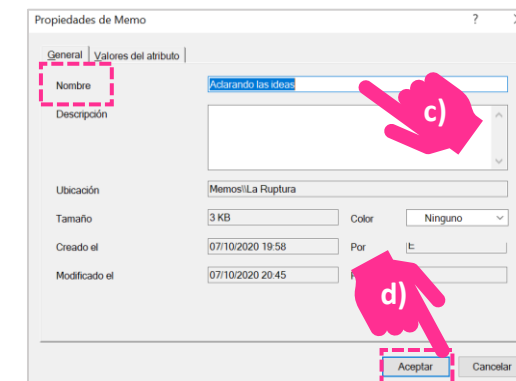 Propiedades de Memo ?
General Valores del atributo
Nombre Aclarando las ideas
c)
Descripción
Ubicación Memos\\La Ruptura
Tamaño 3 KB Color Ninguno
Creado el 07/10/2020 19:58 Por
Modificado el 07/10/2020 20:45
d)
Aceptar Cancelar